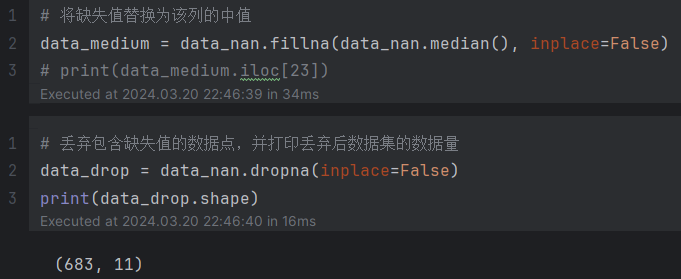 1 # 将缺失值替换为该列的中值
2 data_medium = data_nan.fillna(data_nan.median(), inplace=False)
3 # print(data_medium.iloc[23])
Executed at 2024.03.20 22:46:39 in 34ms
1 # 丢弃包含缺失值的数据点，并打印丢弃后数据集的数据量
2 data_drop = data_nan.dropna(inplace=False)
3 print(data_drop.shape)
Executed at 2024.03.20 22:46:40 in 16ms
(683, 11)